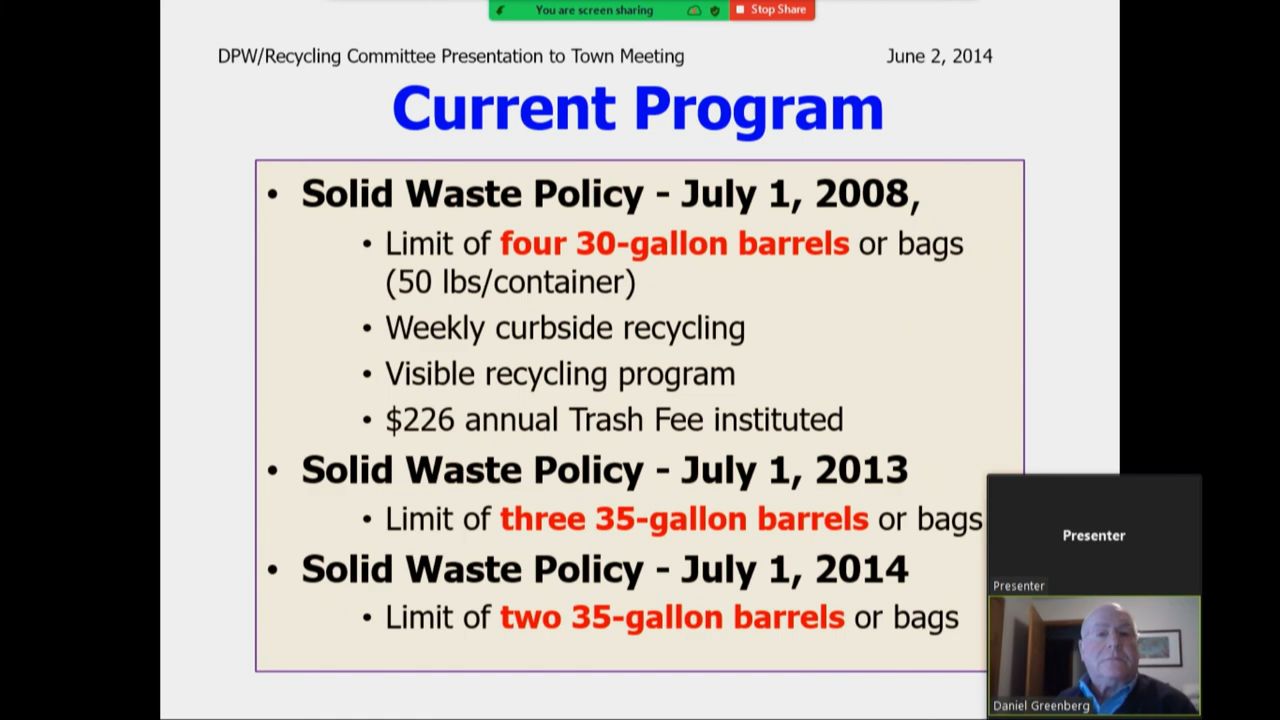 You are screen sharing
Stop Share
DPW/Recycling Committee Presentation to Town Meeting
June 2, 2014
Current Program
• Solid Waste Policy - July 1, 2008,
• Limit of four 30-gallon barrels or bags
(50 lbs/container)
• Weekly curbside recycling
• Visible recycling program
• $226 annual Trash Fee instituted
• Solid Waste Policy - July 1, 2013
• Limit of three 35-gallon barrels or bags
• Solid Waste Policy - July 1, 2014
• Limit of two 35-gallon barrels or bags
Presenter
Presenter
Daniel Greenberg